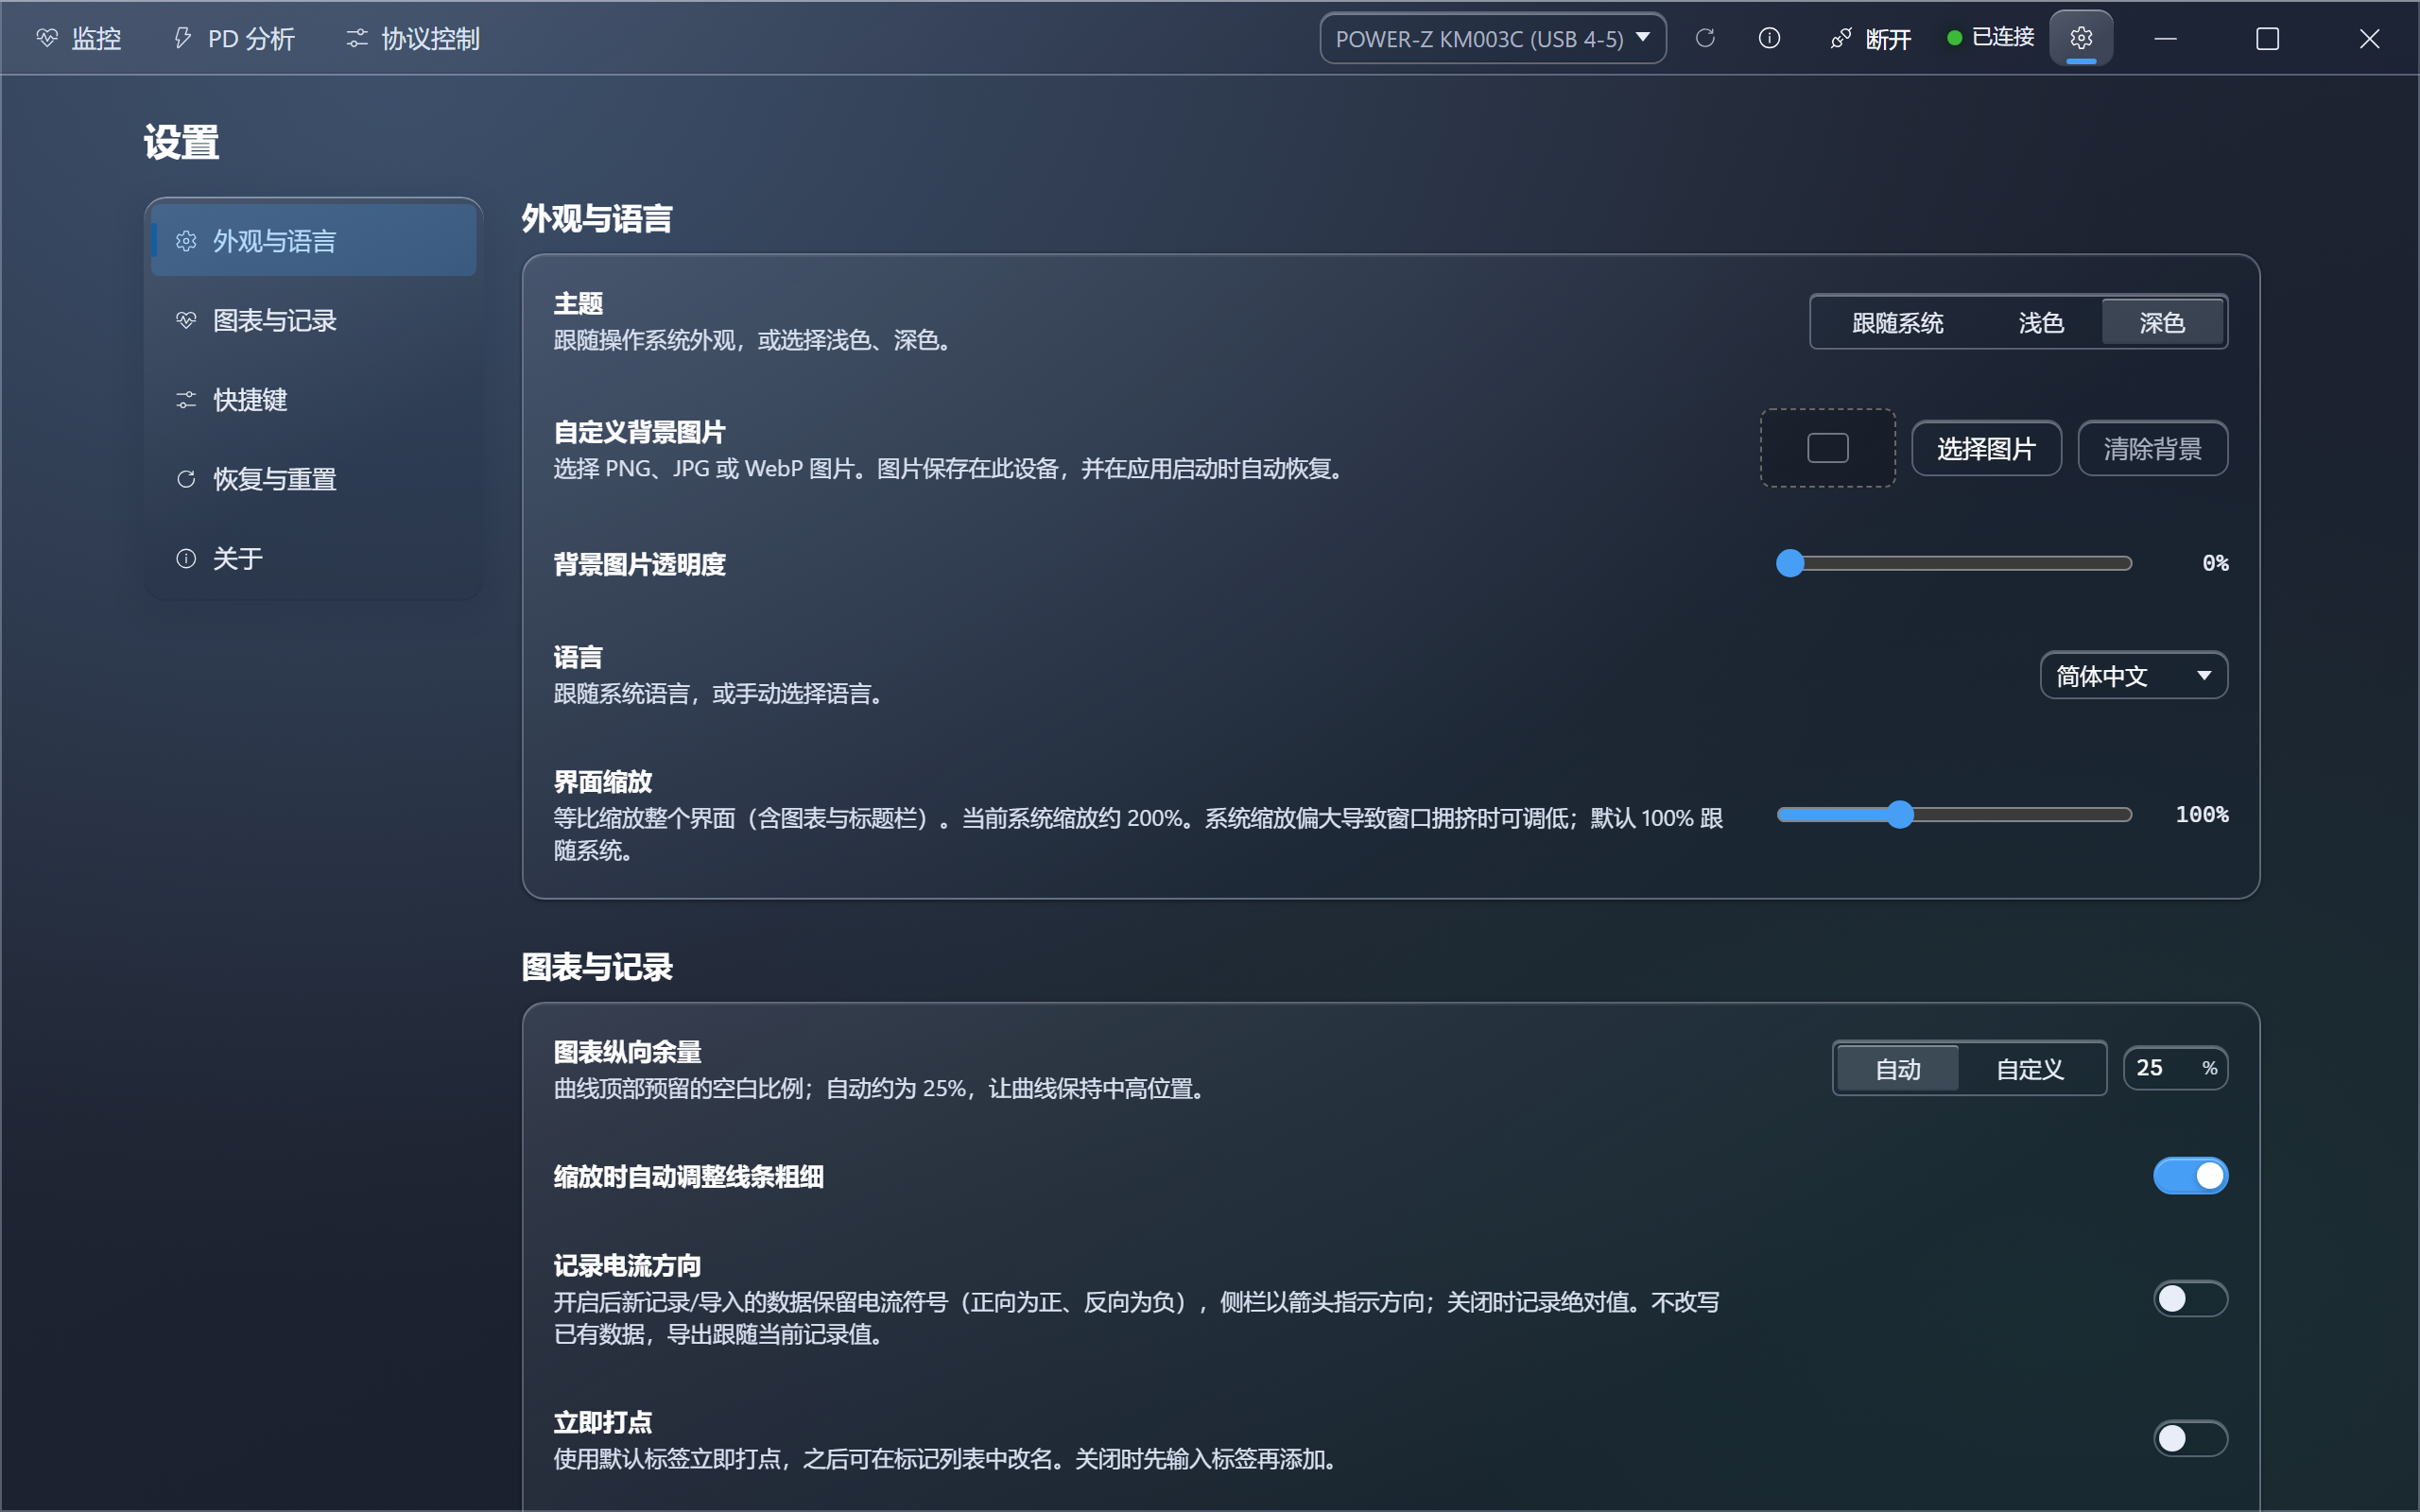 监控
PD 分析
协议控制
POWER-Z KM003C (USB 4-5)
断开
已连接
设置
外观与语言
图表与记录
快捷键
恢复与重置
关于
外观与语言
主题
跟随操作系统外观，或选择浅色、深色。
跟随系统
浅色
深色
自定义背景图片
选择 PNG、JPG 或 WebP 图片。图片保存在此设备，并在应用启动时自动恢复。
选择图片
清除背景
背景图片透明度
0%
语言
跟随系统语言，或手动选择语言。
简体中文
界面缩放
等比缩放整个界面（含图表与标题栏）。当前系统缩放约 200%。系统缩放偏大导致窗口拥挤时可调低；默认 100% 跟
随系统。
100%
图表与记录
图表纵向余量
曲线顶部预留的空白比例；自动约为 25%，让曲线保持中高位置。
自动
自定义
25 %
缩放时自动调整线条粗细
记录电流方向
开启后新记录/导入的数据保留电流符号（正向为正、反向为负），侧栏以箭头指示方向；关闭时记录绝对值。不改写
已有数据，导出跟随当前记录值。
立即打点
使用默认标签立即打点，之后可在标记列表中改名。关闭时先输入标签再添加。